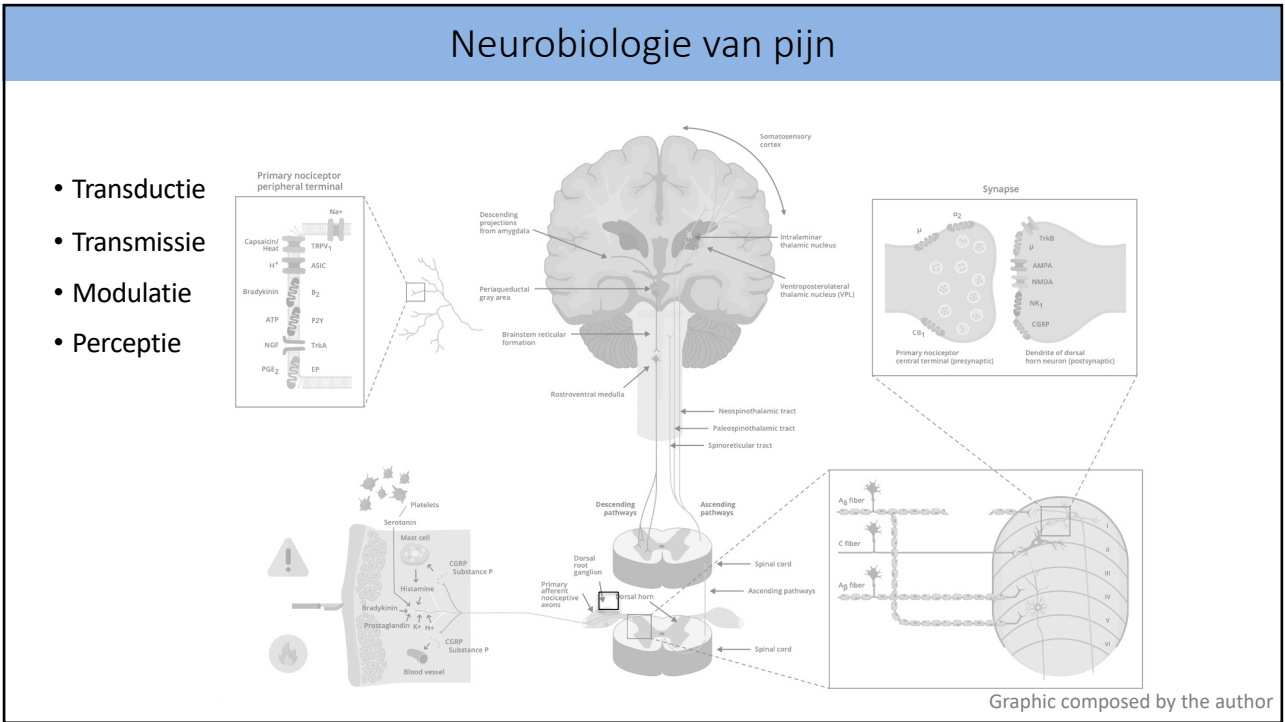 Neurobiologie van pijn
• Transductie
• Transmissie
• Modulatie
• Perceptie
Primary nociceptor
peripheral terminal
Na+
Capsaicin/
Heat
TRPV₁
H⁺
ASIC
Bradykinin
B₂
ATP
P2Y
NGF
TrkA
PGE₂
EP
Somatosensory
cortex
Descending
projections
from amygdala
Intralaminar
thalamic nucleus
Periaqueductal
gray area
Ventroposterolateral
thalamic nucleus (VPL)
Brainstem reticular
formation
Rostroventral medulla
Neospinothalamic tract
Paleospinothalamic tract
Spinoreticular tract
Synapse
μ
α₂
TrkB
μ
AMPA
NMDA
NK₁
CGRP
CB₁
Primary nociceptor
central terminal (presynaptic)
Dendrite of dorsal
horn neuron (postsynaptic)
Platelets
Serotonin
Mast cell
CGRP
Substance P
Histamine
Bradykinin
Prostaglandin K+ H+
CGRP
Substance P
Blood vessel
Descending
pathways
Ascending
pathways
Dorsal
root
ganglion
Primary
afferent
nociceptive
axons
Dorsal horn
Spinal cord
Ascending pathways
Spinal cord
Aδ fiber
C fiber
Aβ fiber
I
II
III
IV
V
VI
Graphic composed by the author